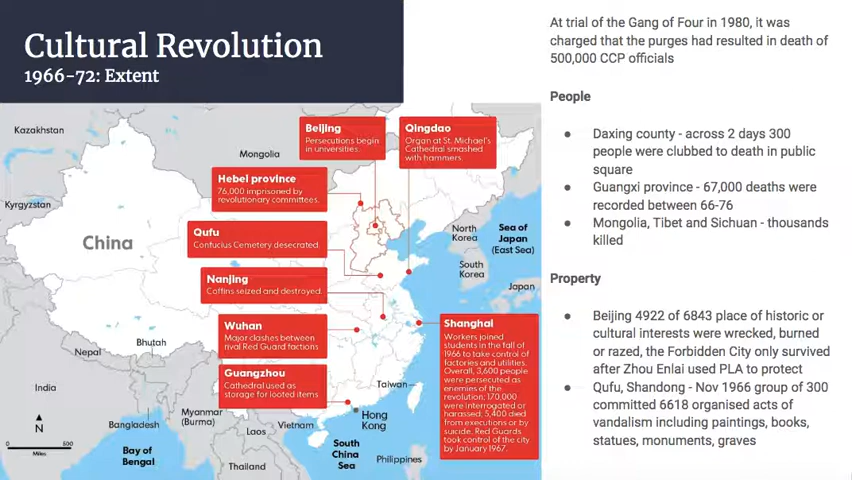 Cultural Revolution
1966-72: Extent
Kazakhstan
Mongolia
Kyrgyzstan
China
Nepal
Bhutan
India
Bangladesh
Myanmar
(Burma)
Laos
Vietnam
Thailand
Bay of
Bengal
South
China
Sea
Philippines
Taiwan
Hong
Kong
North
Korea
South
Korea
Sea of
Japan
(East Sea)
Japan
N
0
500
Miles
Beijing
Persecutions begin
in universities.
Qingdao
Organ at St. Michael's
Cathedral smashed
with hammers.
Hebei province
76,000 imprisoned by
revolutionary committees.
Qufu
Confucius Cemetery desecrated.
Nanjing
Coffins seized and destroyed.
Wuhan
Major clashes between
rival Red Guard factions
Guangzhou
Cathedral used as
storage for looted items
Shanghai
Workers joined
students in the fall of
1966 to take control of
factories and utilities.
Overall, 3,600 people
were persecuted as
enemies of the
revolution; 170,000
were interrogated or
harassed; 5,400 died
from executions or by
suicide. Red Guards
took control of the city
by January 1967.
At trial of the Gang of Four in 1980, it was
charged that the purges had resulted in death of
500,000 CCP officials
People
● Daxing county - across 2 days 300
people were clubbed to death in public
square
● Guangxi province - 67,000 deaths were
recorded between 66-76
● Mongolia, Tibet and Sichuan - thousands
killed
Property
● Beijing 4922 of 6843 place of historic or
cultural interests were wrecked, burned
or razed, the Forbidden City only survived
after Zhou Enlai used PLA to protect
● Qufu, Shandong - Nov 1966 group of 300
committed 6618 organised acts of
vandalism including paintings, books,
statues, monuments, graves